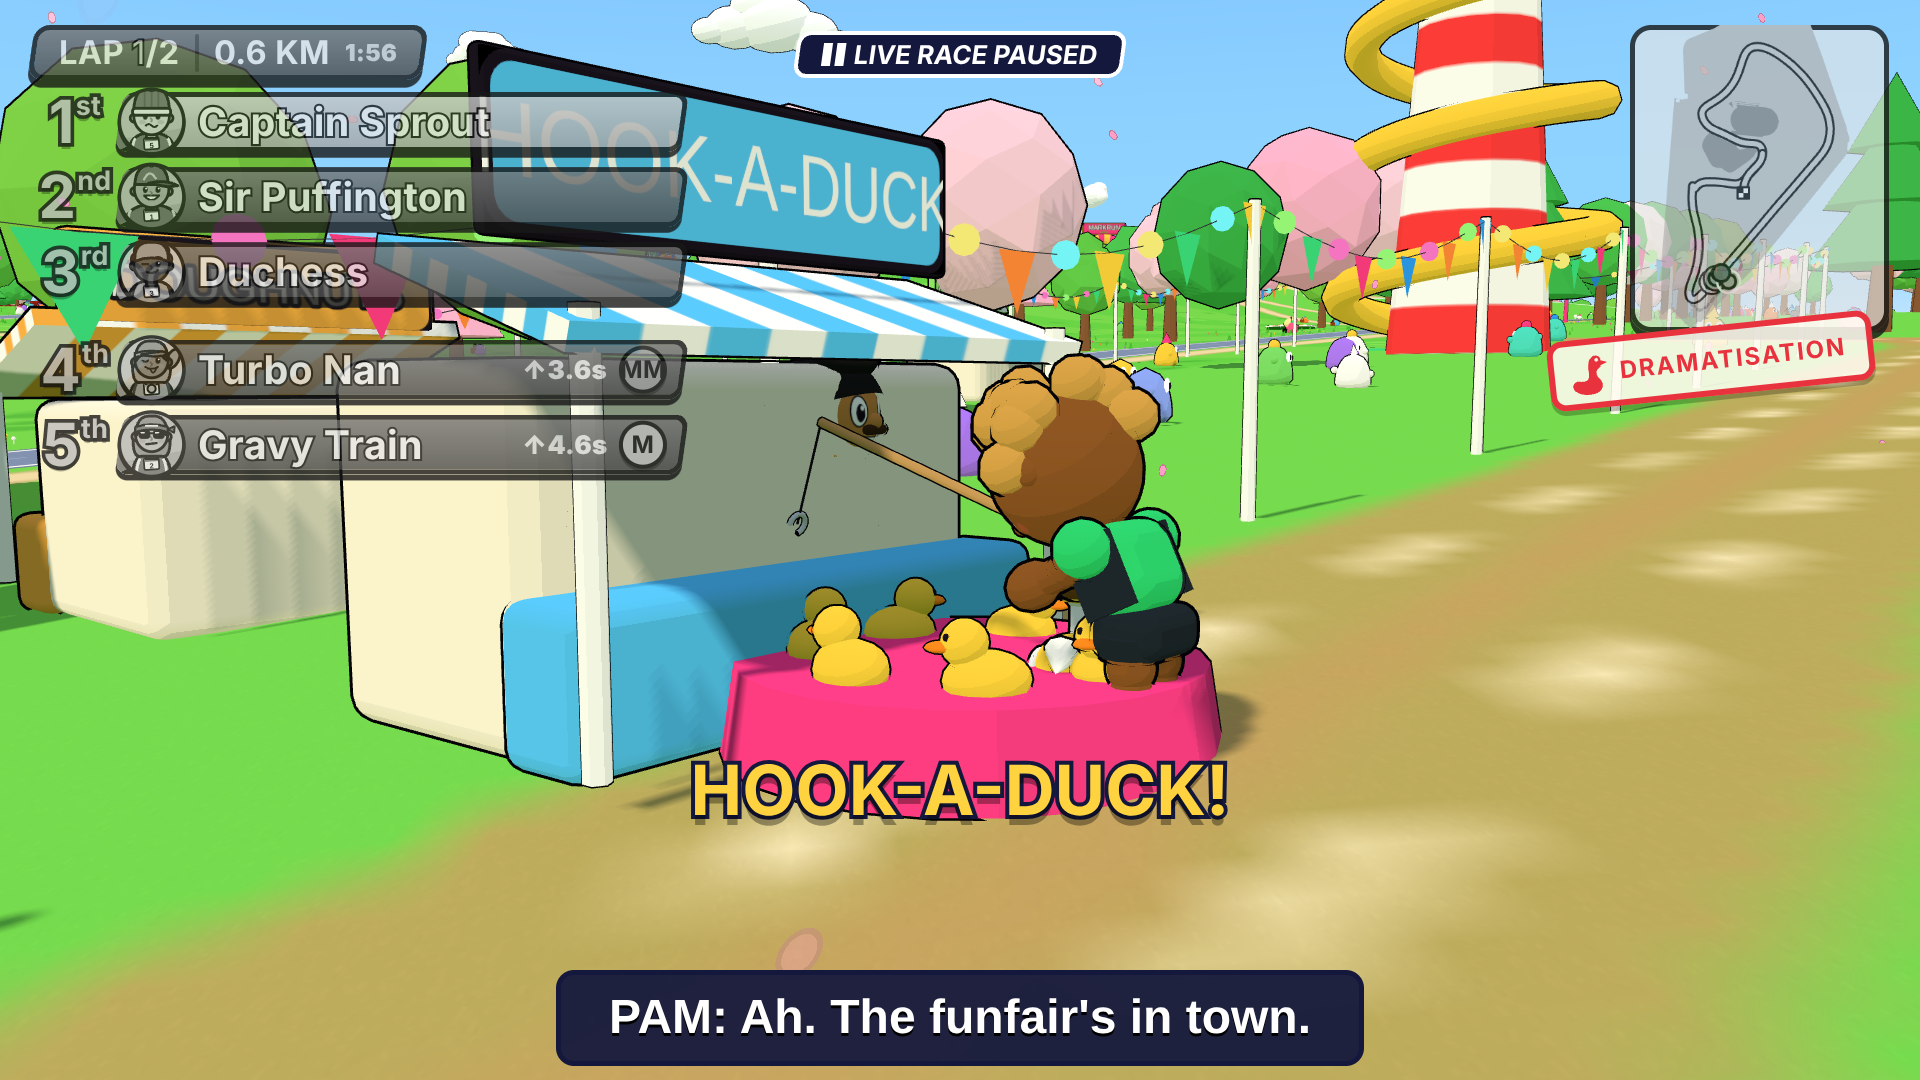 LAP 1/2 0.6 KM 1:56
LIVE RACE PAUSED
1st Captain Sprout
HOOK-A-DUCK
2nd Sir Puffington
3rd Duchess
DRAMATISATION
4th Turbo Nan ↑3.6s MM
5th Gravy Train ↑4.6s M
HOOK-A-DUCK!
PAM: Ah. The funfair's in town.